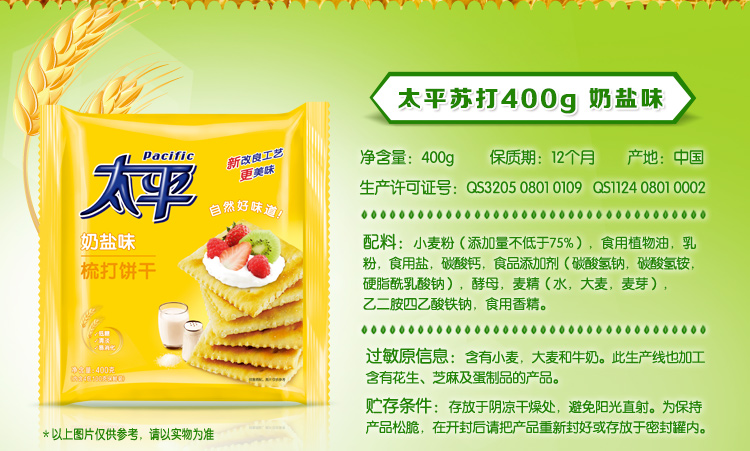 太平苏打400g 奶盐味
净含量：400g 保质期：12个月 产地：中国
生产许可证号：QS3205 0801 0109 QS1124 0801 0002
配料：小麦粉（添加量不低于75%），食用植物油，乳
粉，食用盐，碳酸钙，食品添加剂（碳酸氢钠，碳酸氢铵，
硬脂酰乳酸钠），酵母，麦精（水，大麦，麦芽），
乙二胺四乙酸铁钠，食用香精。
过敏原信息：含有小麦，大麦和牛奶。此生产线也加工
含有花生、芝麻及蛋制品的产品。
贮存条件：存放于阴凉干燥处，避免阳光直射。为保持
产品松脆，在开封后请把产品重新封好或存放于密封罐内。
Pacific
太平
新改良工艺
更美味
自然好味道！
奶盐味
梳打饼干
低糖
净含量：400克
*以上图片仅供参考，请以实物为准